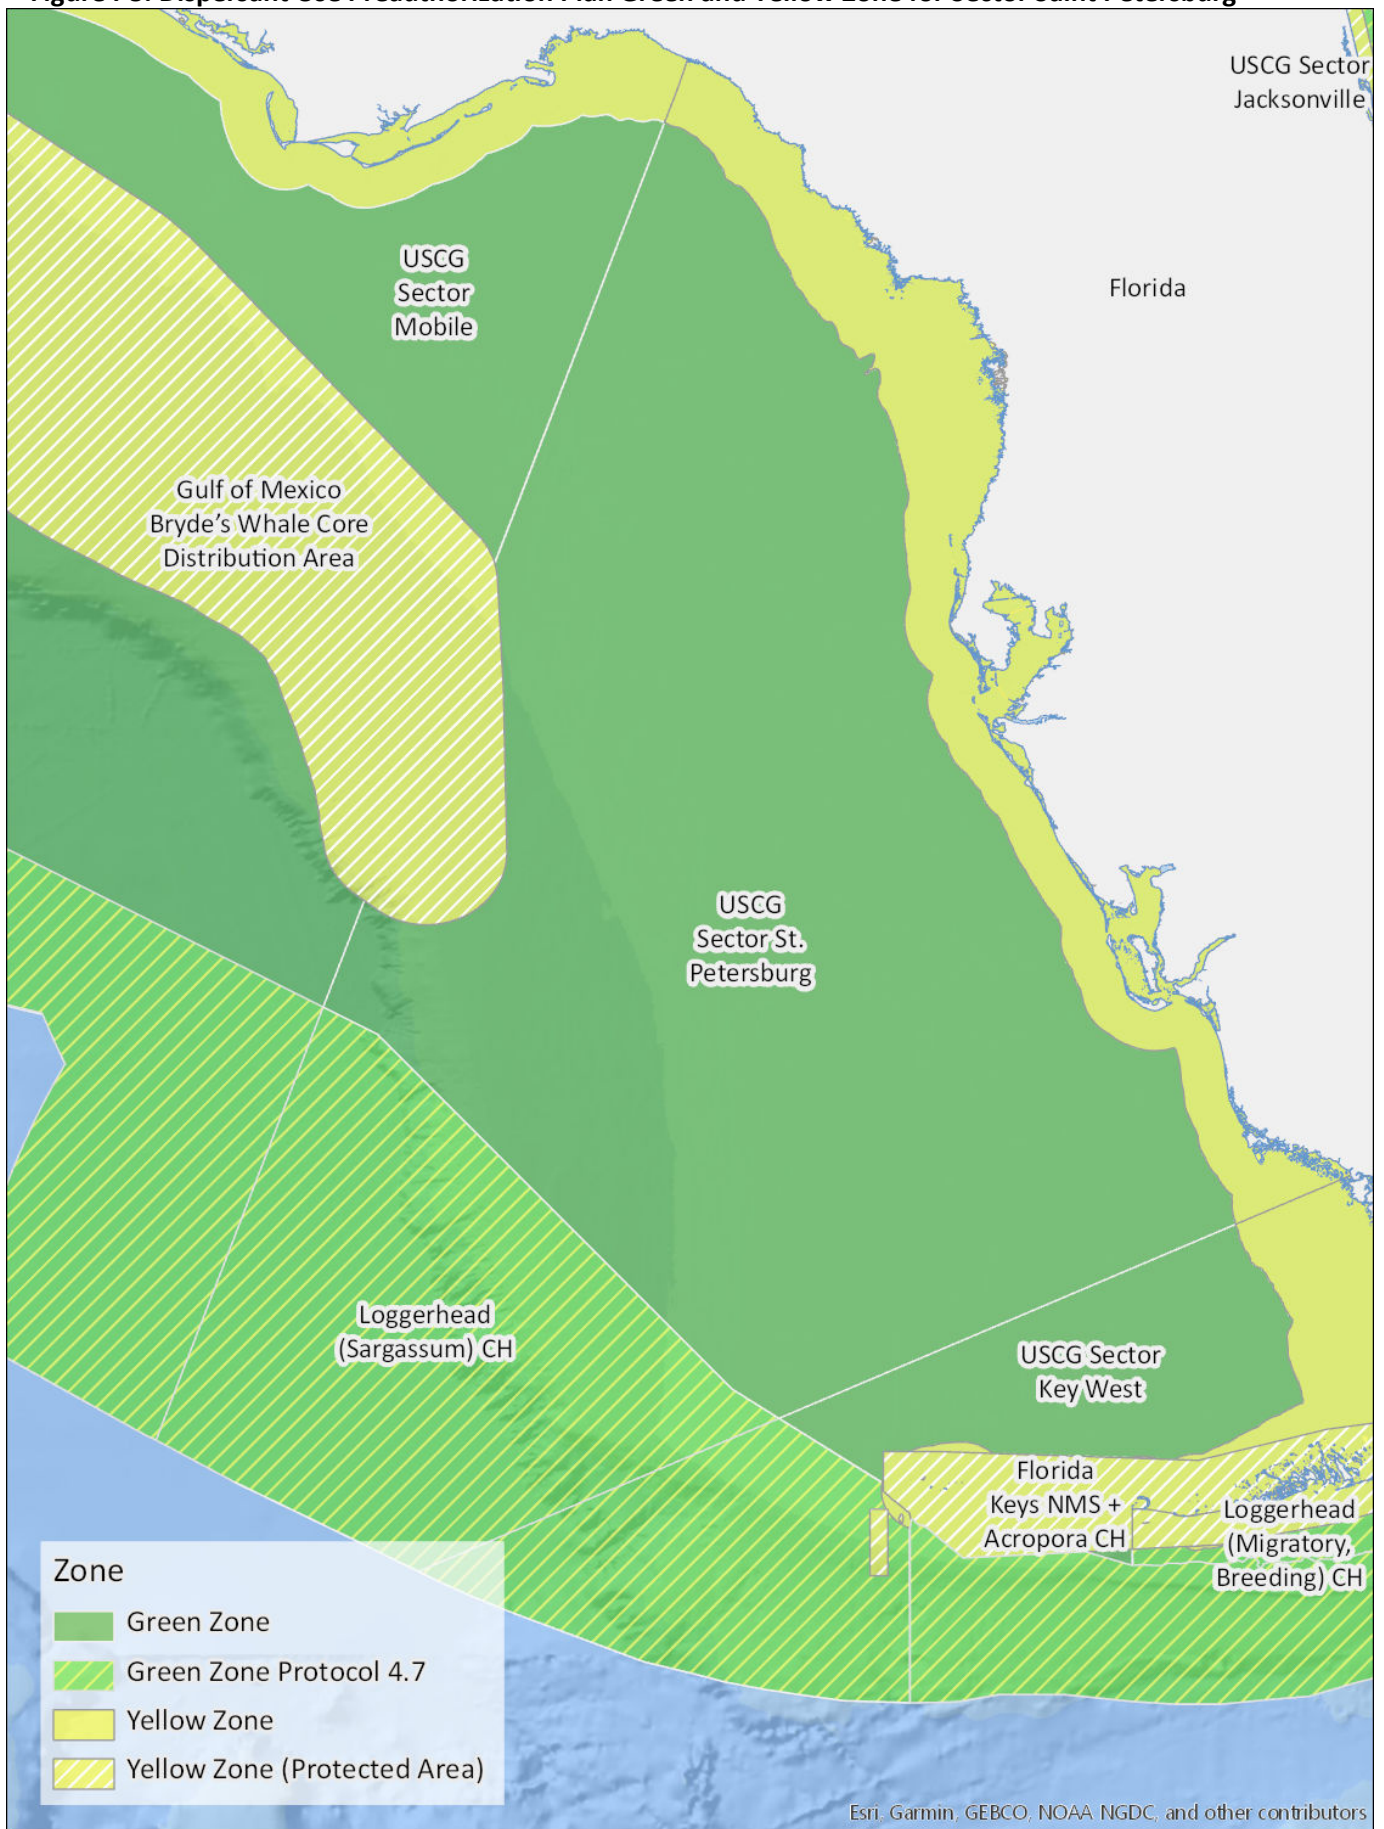 USCG Sector
Jacksonville
USCG
Sector
Mobile
Florida
Gulf of Mexico
Bryde's Whale Core
Distribution Area
USCG
Sector St.
Petersburg
Loggerhead
(Sargassum) CH
USCG Sector
Key West
Florida
Keys NMS +
Acropora CH
Loggerhead
(Migratory,
Breeding) CH
Zone
Green Zone
Green Zone Protocol 4.7
Yellow Zone
Yellow Zone (Protected Area)
Esri, Garmin, GEBCO, NOAA NGDC, and other contributors